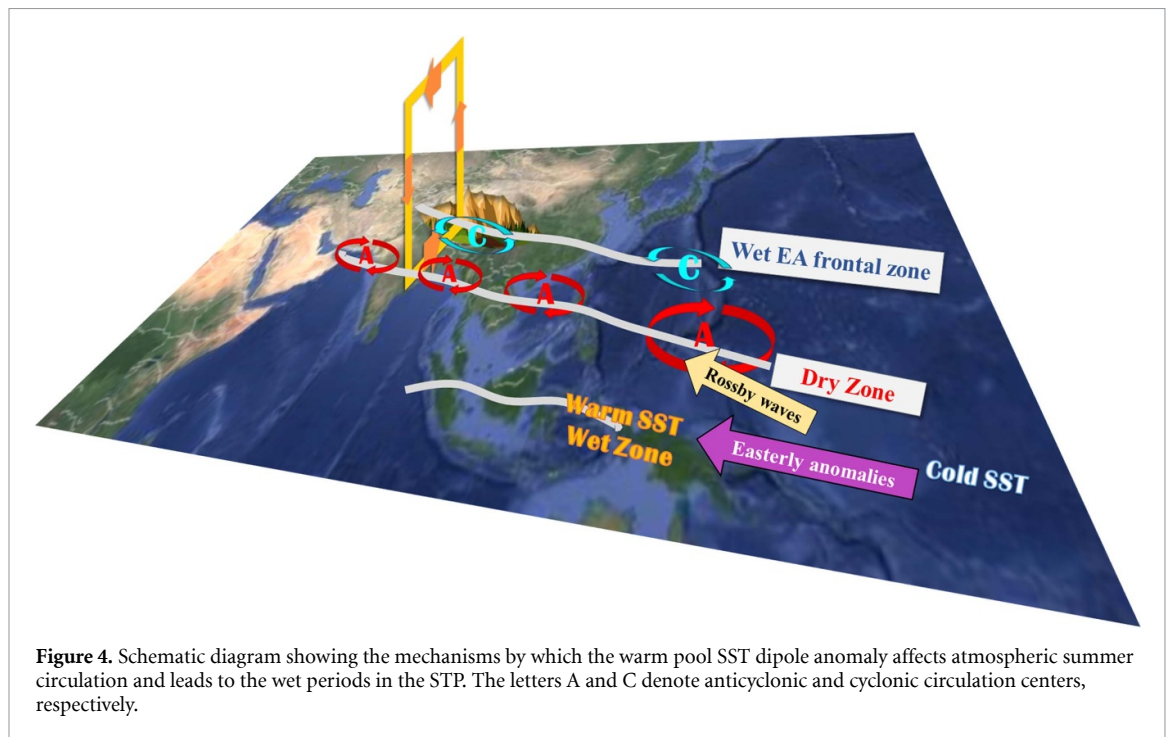 C
C
Wet EA frontal zone
A
A
A
A
Dry Zone
Rossby waves
Warm SST
Wet Zone
Easterly anomalies
Cold SST
Figure 4. Schematic diagram showing the mechanisms by which the warm pool SST dipole anomaly affects atmospheric summer
circulation and leads to the wet periods in the STP. The letters A and C denote anticyclonic and cyclonic circulation centers,
respectively.